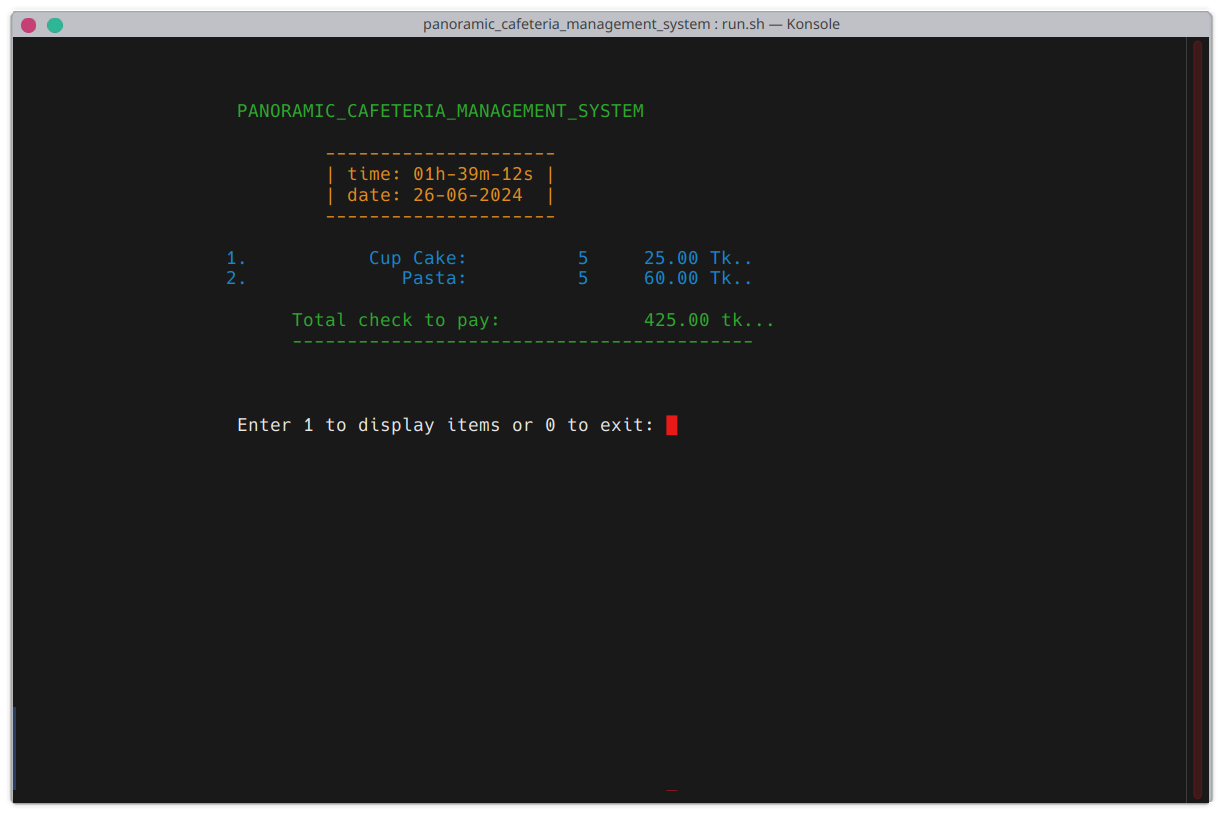 panoramic_cafeteria_management_system : run.sh — Konsole
PANORAMIC_CAFETERIA_MANAGEMENT_SYSTEM
---------------------
| time: 01h-39m-12s |
| date: 26-06-2024  |
---------------------
1. Cup Cake: 5 25.00 Tk..
2. Pasta: 5 60.00 Tk..
Total check to pay: 425.00 tk...
------------------------------------------
Enter 1 to display items or 0 to exit: